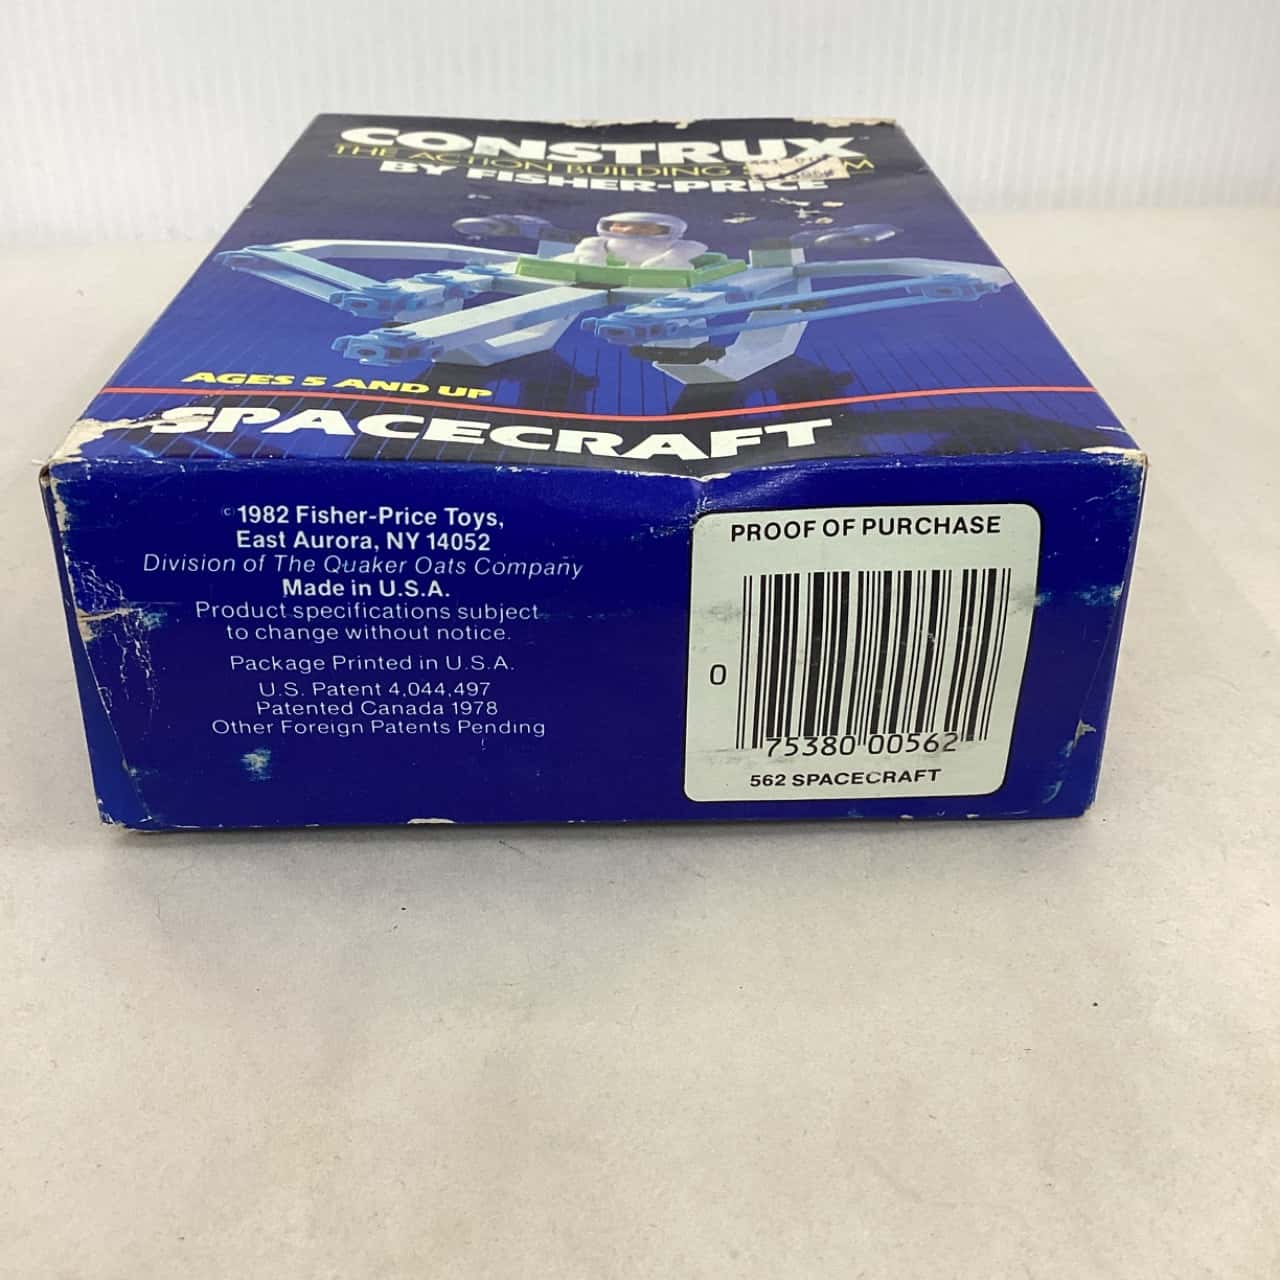 CONSTRUX™
THE ACTION BUILDING
BY FISHER-PRICE
AGES 5 AND UP
SPACECRAFT
©1982 Fisher-Price Toys,
East Aurora, NY 14052
Division of The Quaker Oats Company
Made in U.S.A.
Product specifications subject
to change without notice.
Package Printed in U.S.A.
U.S. Patent 4,044,497
Patented Canada 1978
Other Foreign Patents Pending
PROOF OF PURCHASE
0 75380 00562
562 SPACECRAFT